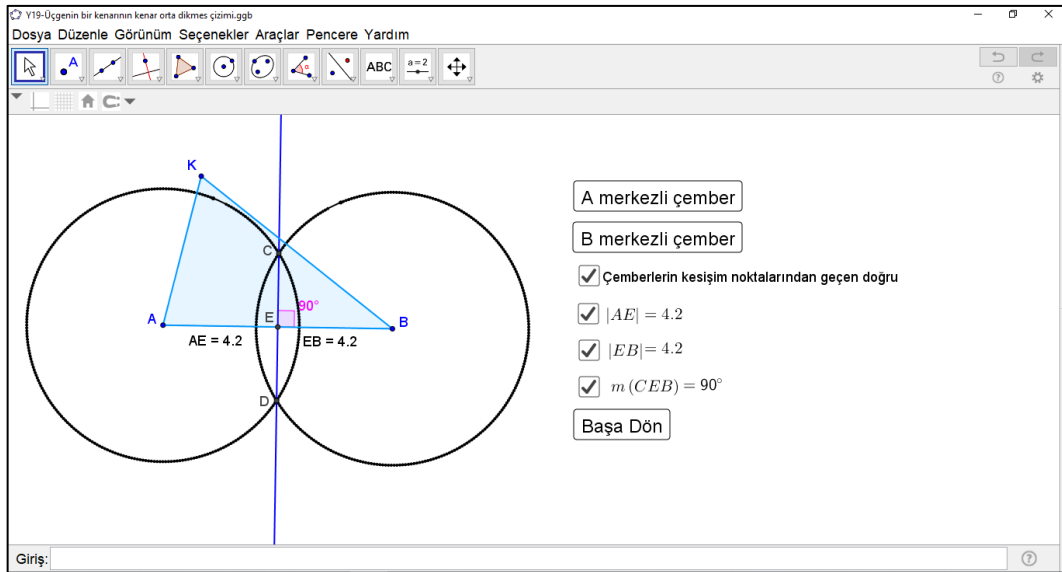 Y19-Üçgenin bir kenarının kenar orta dikmes çizimi.ggb
Dosya Düzenle Görünüm Seçenekler Araçlar Pencere Yardım
A
α
ABC
a=2
K
C
90°
A
E
B
AE = 4.2
EB = 4.2
D
A merkezli çember
B merkezli çember
Çemberlerin kesişim noktalarından geçen doğru
|AE| = 4.2
|EB| = 4.2
m (CEB) = 90°
Başa Dön
Giriş: